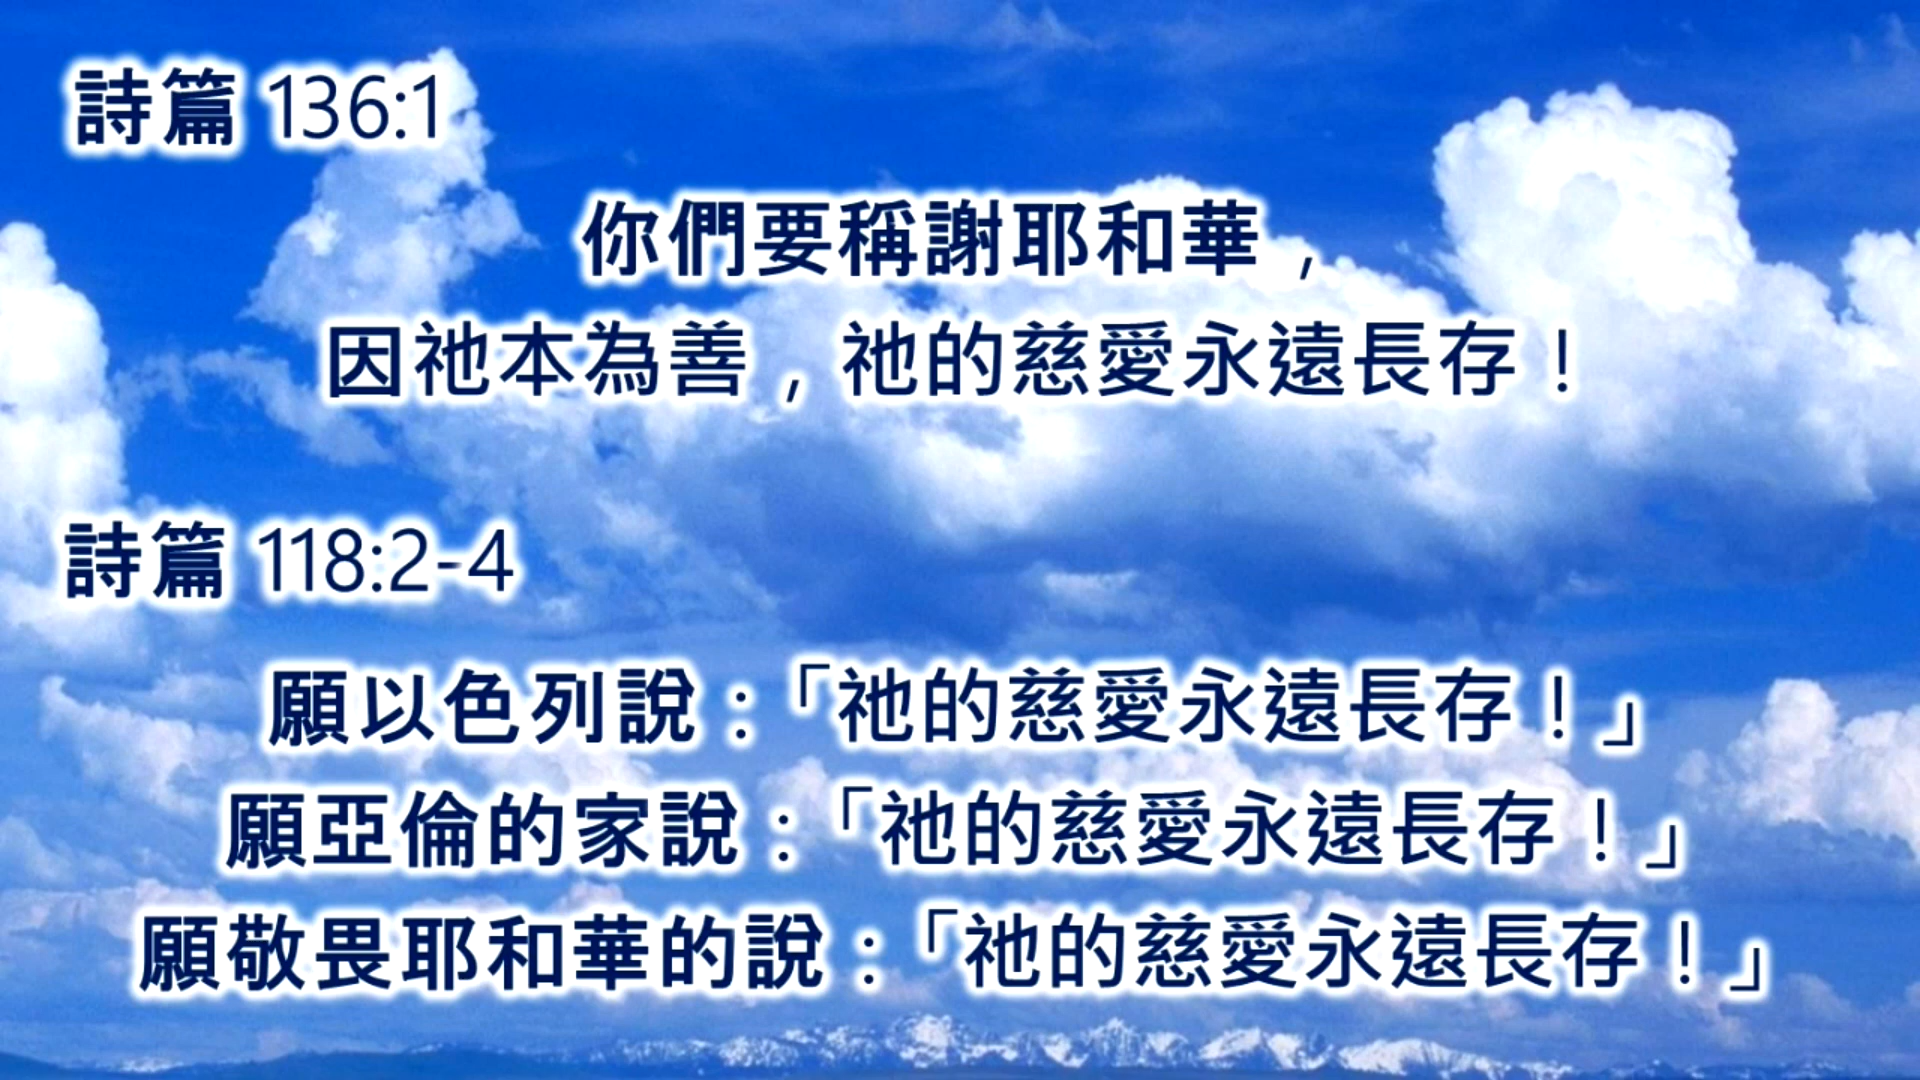 詩篇 136:1
你們要稱謝耶和華，
因祂本為善，祂的慈愛永遠長存！
詩篇 118:2-4
願以色列說：「祂的慈愛永遠長存！」
願亞倫的家說：「祂的慈愛永遠長存！」
願敬畏耶和華的說：「祂的慈愛永遠長存！」